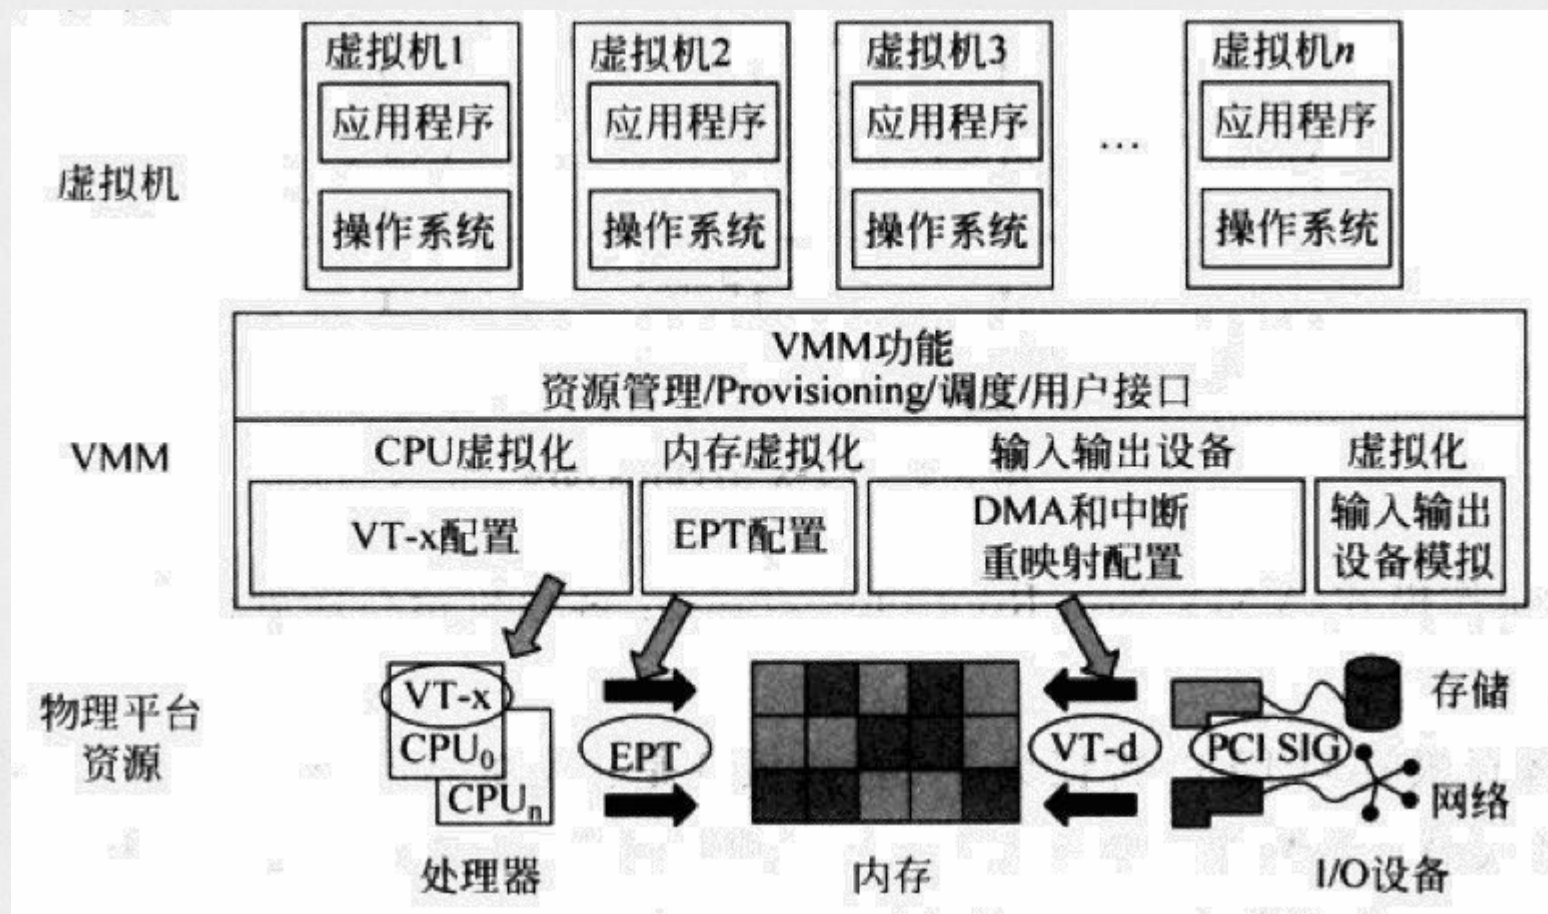 虚拟机1
虚拟机2
虚拟机3
虚拟机n
应用程序
应用程序
应用程序
…
应用程序
虚拟机
操作系统
操作系统
操作系统
操作系统
VMM功能
资源管理/Provisioning/调度/用户接口
VMM
CPU虚拟化
内存虚拟化
输入输出设备
虚拟化
VT-x配置
EPT配置
DMA和中断
重映射配置
输入输出
设备模拟
物理平台
资源
VT-x
CPU0
CPUn
EPT
VT-d
PCI SIG
存储
网络
处理器
内存
I/O设备